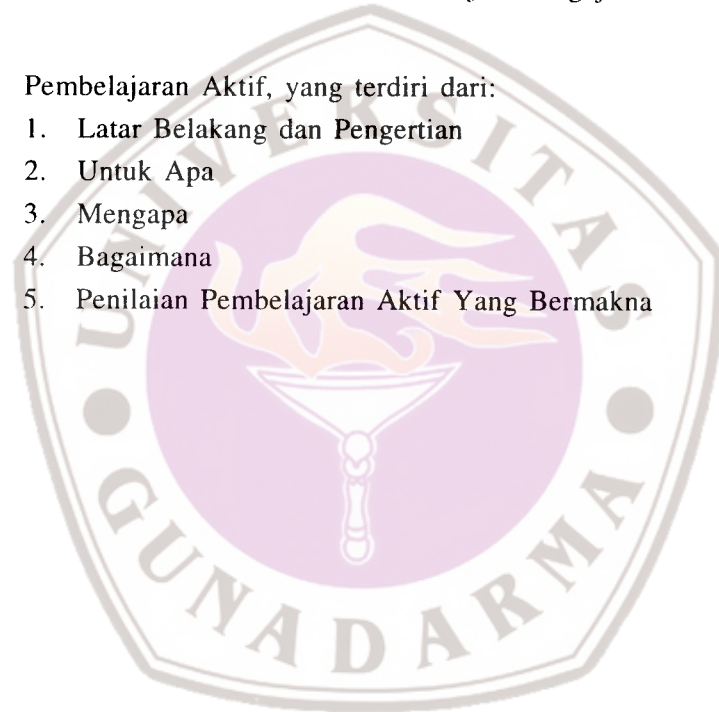 Pembelajaran Aktif, yang terdiri dari:
1. Latar Belakang dan Pengertian
2. Untuk Apa
3. Mengapa
4. Bagaimana
5. Penilaian Pembelajaran Aktif Yang Bermakna
UNIVERSITAS
GUNADARMA